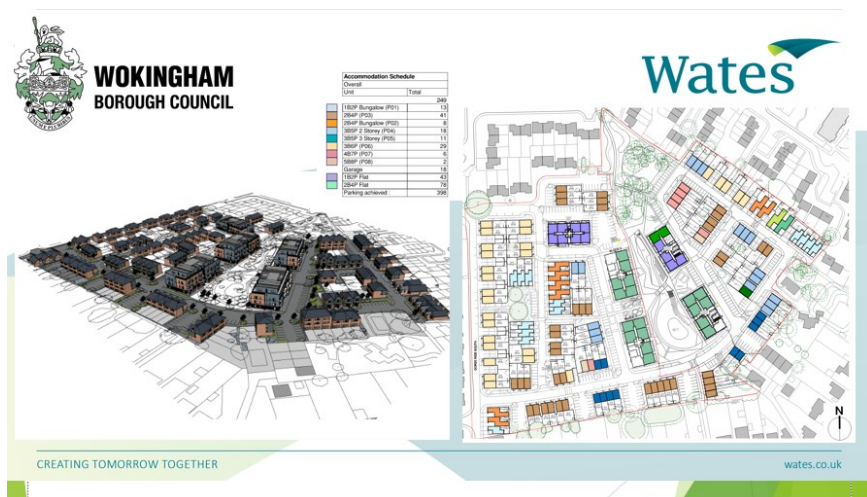 WOKINGHAM
BOROUGH COUNCIL
Wates
Accommodation Schedule
Overall
Unit Total
249
1B2P Bungalow (P01) 13
2B4P (P03) 41
2B4P Bungalow (P02) 8
3B5P 2 Storey (P04) 18
3B5P 3 Storey (P05) 11
3B6P (P06) 29
4B7P (P07) 6
5B8P (P08) 2
Garage 18
1B2P Flat 43
2B4P Flat 78
Parking achieved : 398
N
CREATING TOMORROW TOGETHER
wates.co.uk